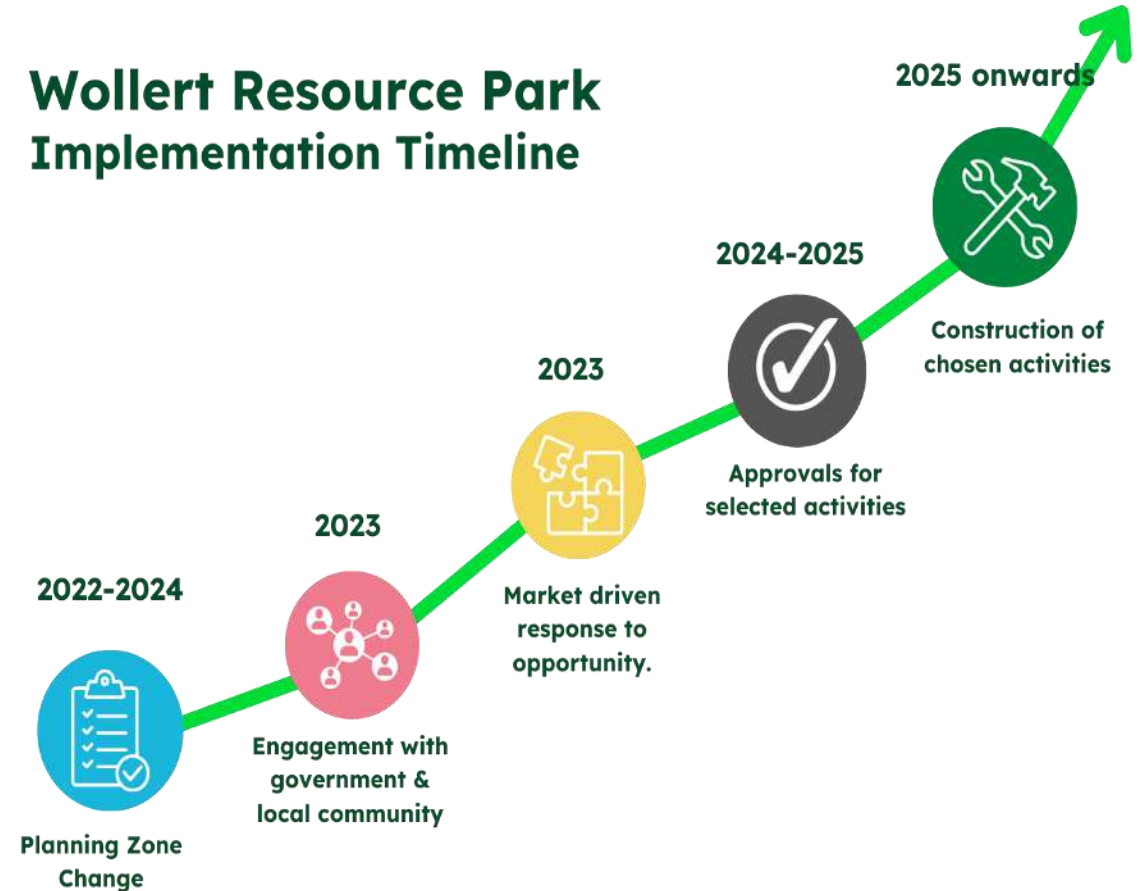 Wollert Resource Park
Implementation Timeline
2022-2024
Planning Zone
Change
2023
Engagement with
government &
local community
2023
Market driven
response to
opportunity.
2024-2025
Approvals for
selected activities
2025 onwards
Construction of
chosen activities